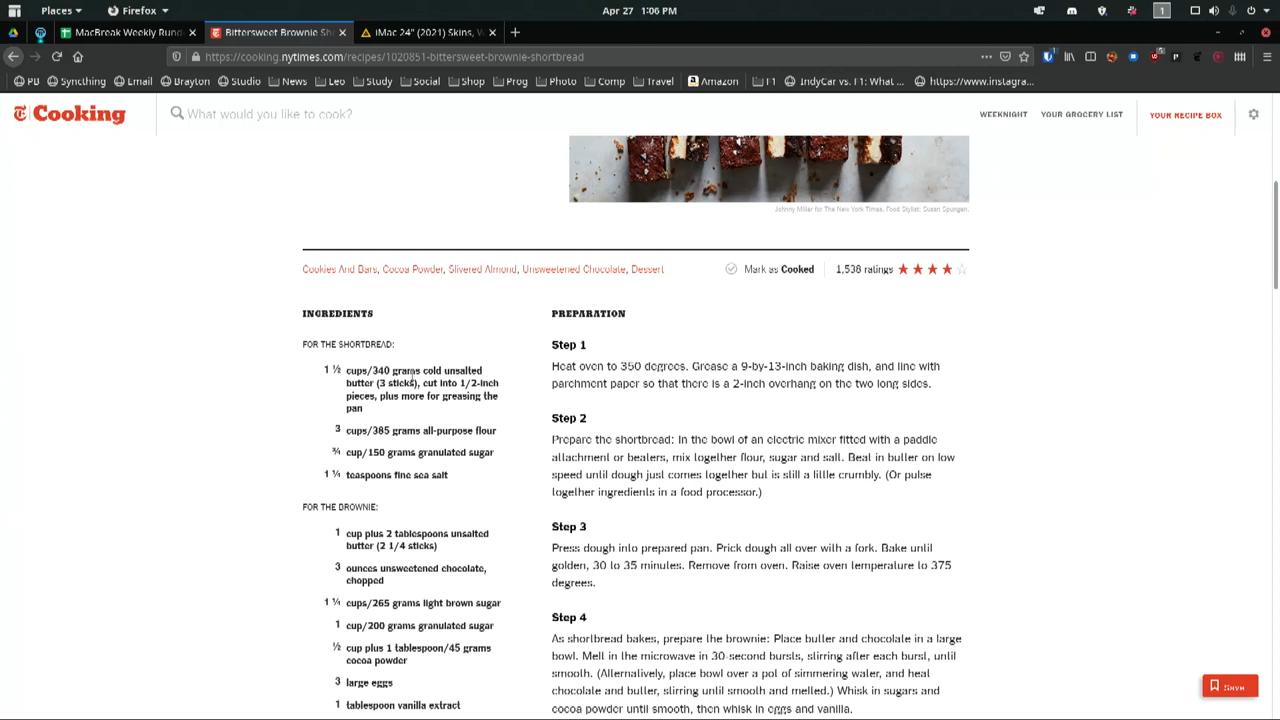 Places
Firefox
Apr 27 1:06 PM
1
MacBreak Weekly Rund
Bittersweet Brownie Sh
iMac 24" (2021) Skins, W
https://cooking.nytimes.com/recipes/1020851-bittersweet-brownie-shortbread
PB Syncthing Email Brayton Studio News Leo Study Social Shop Prog Photo Comp Travel Amazon F1 IndyCar vs. F1: What ... https://www.instagra...
Cooking
What would you like to cook?
WEEKNIGHT YOUR GROCERY LIST YOUR RECIPE BOX
Johnny Miller for The New York Times. Food Stylist: Susan Spungen.
Cookies And Bars, Cocoa Powder, Slivered Almond, Unsweetened Chocolate, Dessert
Mark as Cooked
1,538 ratings
INGREDIENTS
FOR THE SHORTBREAD:
1 ½ cups/340 grams cold unsalted
butter (3 sticks), cut into 1/2-inch
pieces, plus more for greasing the
pan
3 cups/385 grams all-purpose flour
¾ cup/150 grams granulated sugar
1 ¼ teaspoons fine sea salt
FOR THE BROWNIE:
1 cup plus 2 tablespoons unsalted
butter (2 1/4 sticks)
3 ounces unsweetened chocolate,
chopped
1 ¼ cups/265 grams light brown sugar
1 cup/200 grams granulated sugar
½ cup plus 1 tablespoon/45 grams
cocoa powder
3 large eggs
1 tablespoon vanilla extract
PREPARATION
Step 1
Heat oven to 350 degrees. Grease a 9-by-13-inch baking dish, and line with
parchment paper so that there is a 2-inch overhang on the two long sides.
Step 2
Prepare the shortbread: In the bowl of an electric mixer fitted with a paddle
attachment or beaters, mix together flour, sugar and salt. Beat in butter on low
speed until dough just comes together but is still a little crumbly. (Or pulse
together ingredients in a food processor.)
Step 3
Press dough into prepared pan. Prick dough all over with a fork. Bake until
golden, 30 to 35 minutes. Remove from oven. Raise oven temperature to 375
degrees.
Step 4
As shortbread bakes, prepare the brownie: Place butter and chocolate in a large
bowl. Melt in the microwave in 30-second bursts, stirring after each burst, until
smooth. (Alternatively, place bowl over a pot of simmering water, and heat
chocolate and butter, stirring until smooth and melted.) Whisk in sugars and
cocoa powder until smooth, then whisk in eggs and vanilla.
Save